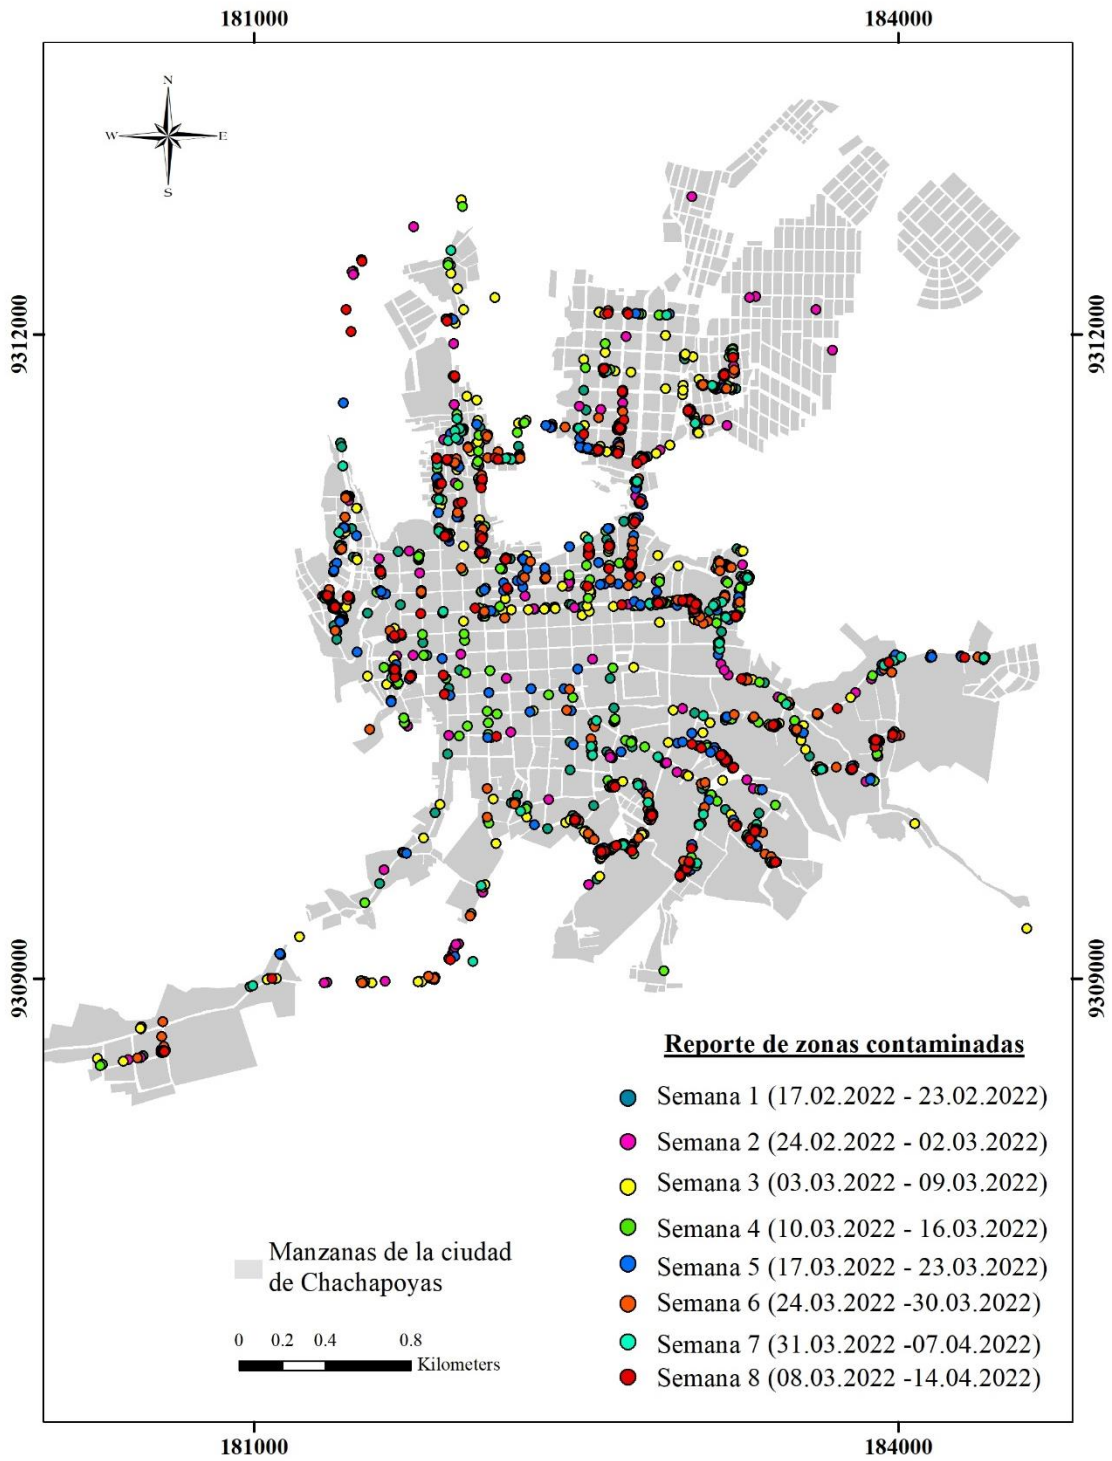 181000
184000
N
W
E
S
9312000
9312000
9309000
9309000
Reporte de zonas contaminadas
Semana 1 (17.02.2022 - 23.02.2022)
Semana 2 (24.02.2022 - 02.03.2022)
Semana 3 (03.03.2022 - 09.03.2022)
Semana 4 (10.03.2022 - 16.03.2022)
Semana 5 (17.03.2022 - 23.03.2022)
Semana 6 (24.03.2022 -30.03.2022)
Semana 7 (31.03.2022 -07.04.2022)
Semana 8 (08.03.2022 -14.04.2022)
Manzanas de la ciudad
de Chachapoyas
0 0.2 0.4 0.8
Kilometers
181000
184000